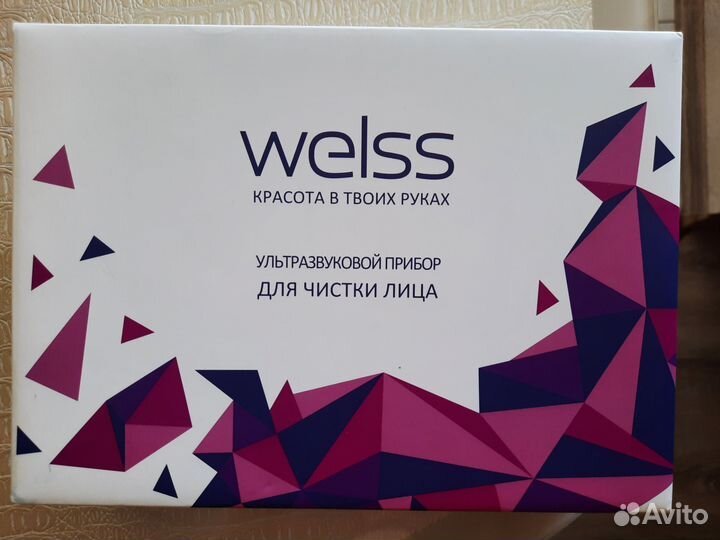 welss
КРАСОТА В ТВОИХ РУКАХ
УЛЬТРАЗВУКОВОЙ ПРИБОР
ДЛЯ ЧИСТКИ ЛИЦА
Avito